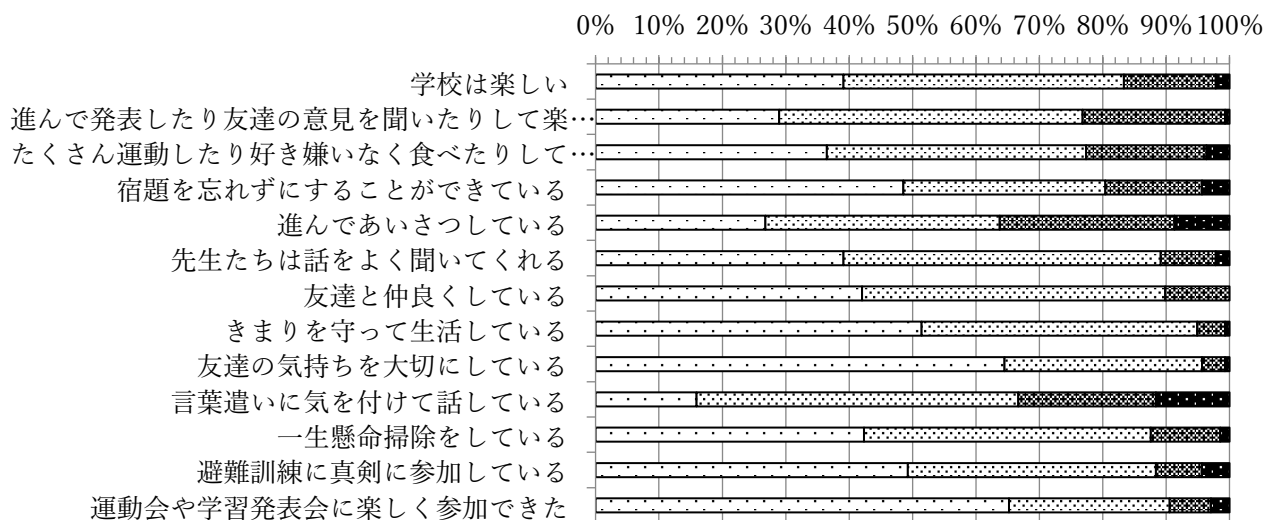 0% 10% 20% 30% 40% 50% 60% 70% 80% 90% 100%
学校は楽しい
進んで発表したり友達の意見を聞いたりして楽…
たくさん運動したり好き嫌いなく食べたりして…
宿題を忘れずにすることができている
進んであいさつしている
先生たちは話をよく聞いてくれる
友達と仲良くしている
きまりを守って生活している
友達の気持ちを大切にしている
言葉遣いに気を付けて話している
一生懸命掃除をしている
避難訓練に真剣に参加している
運動会や学習発表会に楽しく参加できた